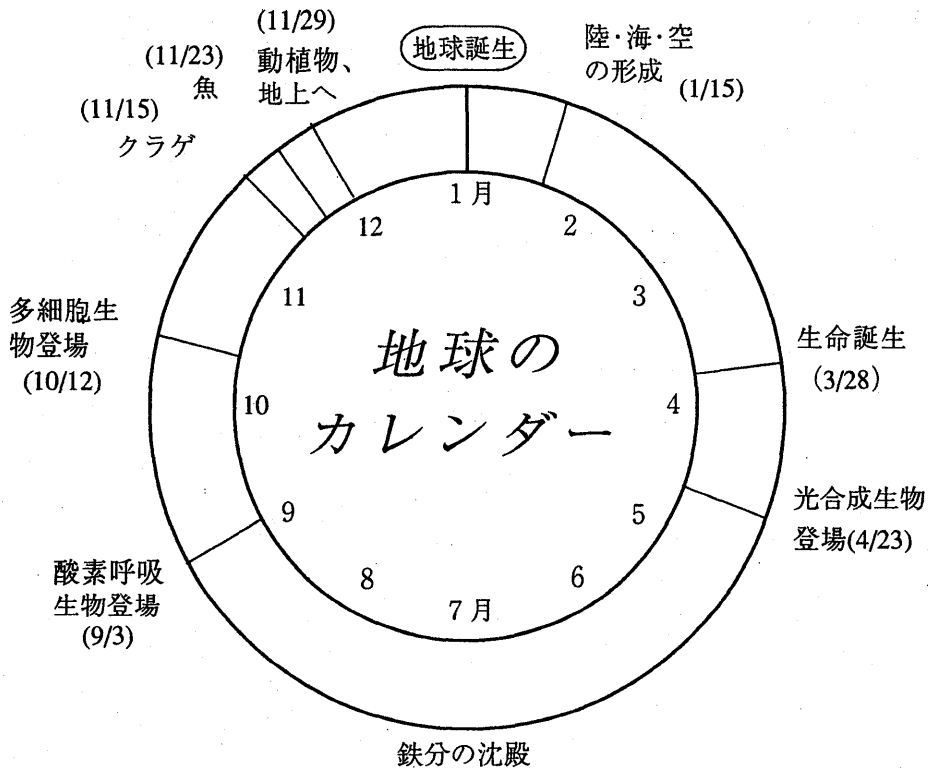 地球誕生
陸・海・空
の形成
(1/15)
生命誕生
(3/28)
光合成生物
登場(4/23)
鉄分の沈殿
酸素呼吸
生物登場
(9/3)
多細胞生
物登場
(10/12)
(11/15)
クラゲ
(11/23)
魚
(11/29)
動植物、
地上へ
1月
2
3
4
5
6
7月
8
9
10
11
12
地球の
カレンダー